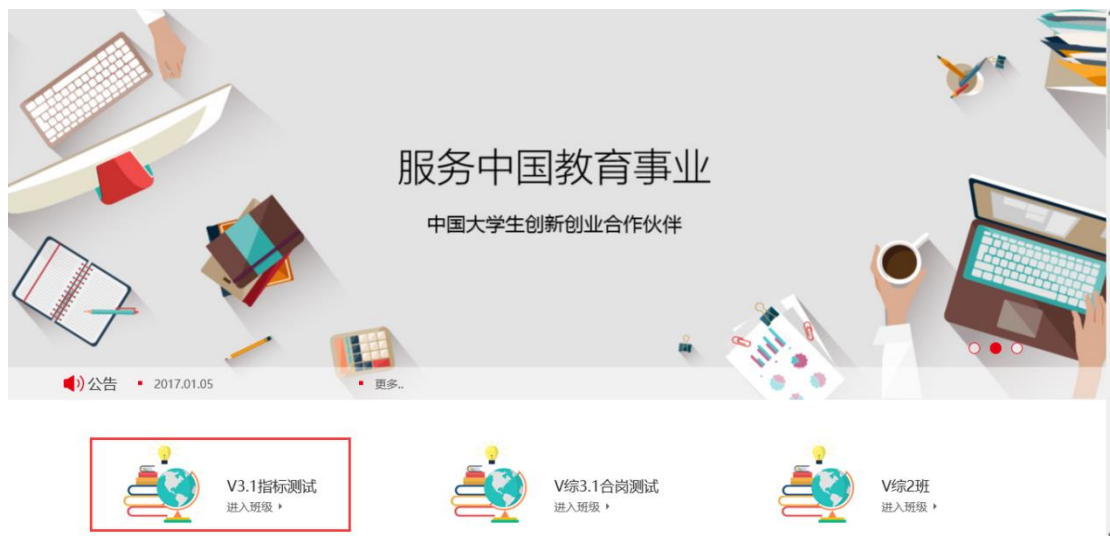 服务中国教育事业
中国大学生创新创业合作伙伴
公告 2017.01.05 更多..
V3.1指标测试
进入班级
V综3.1合岗测试
进入班级
V综2班
进入班级